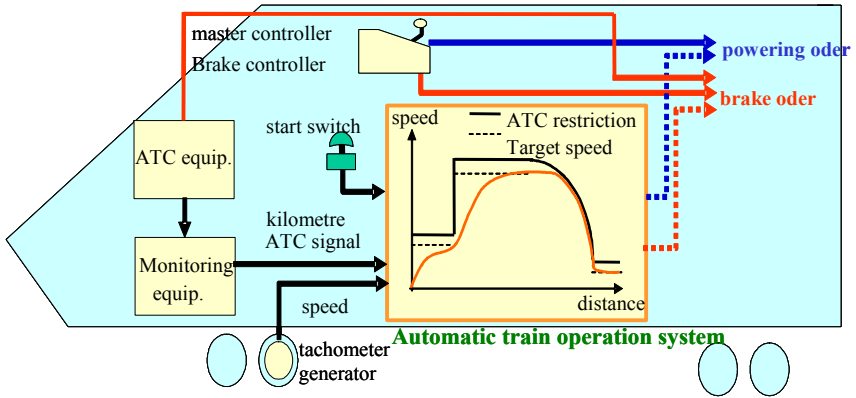 master controller
Brake controller
powering oder
brake oder
start switch
ATC equip.
speed
ATC restriction
Target speed
kilometre
ATC signal
Monitoring
equip.
speed
distance
Automatic train operation system
tachometer
generator